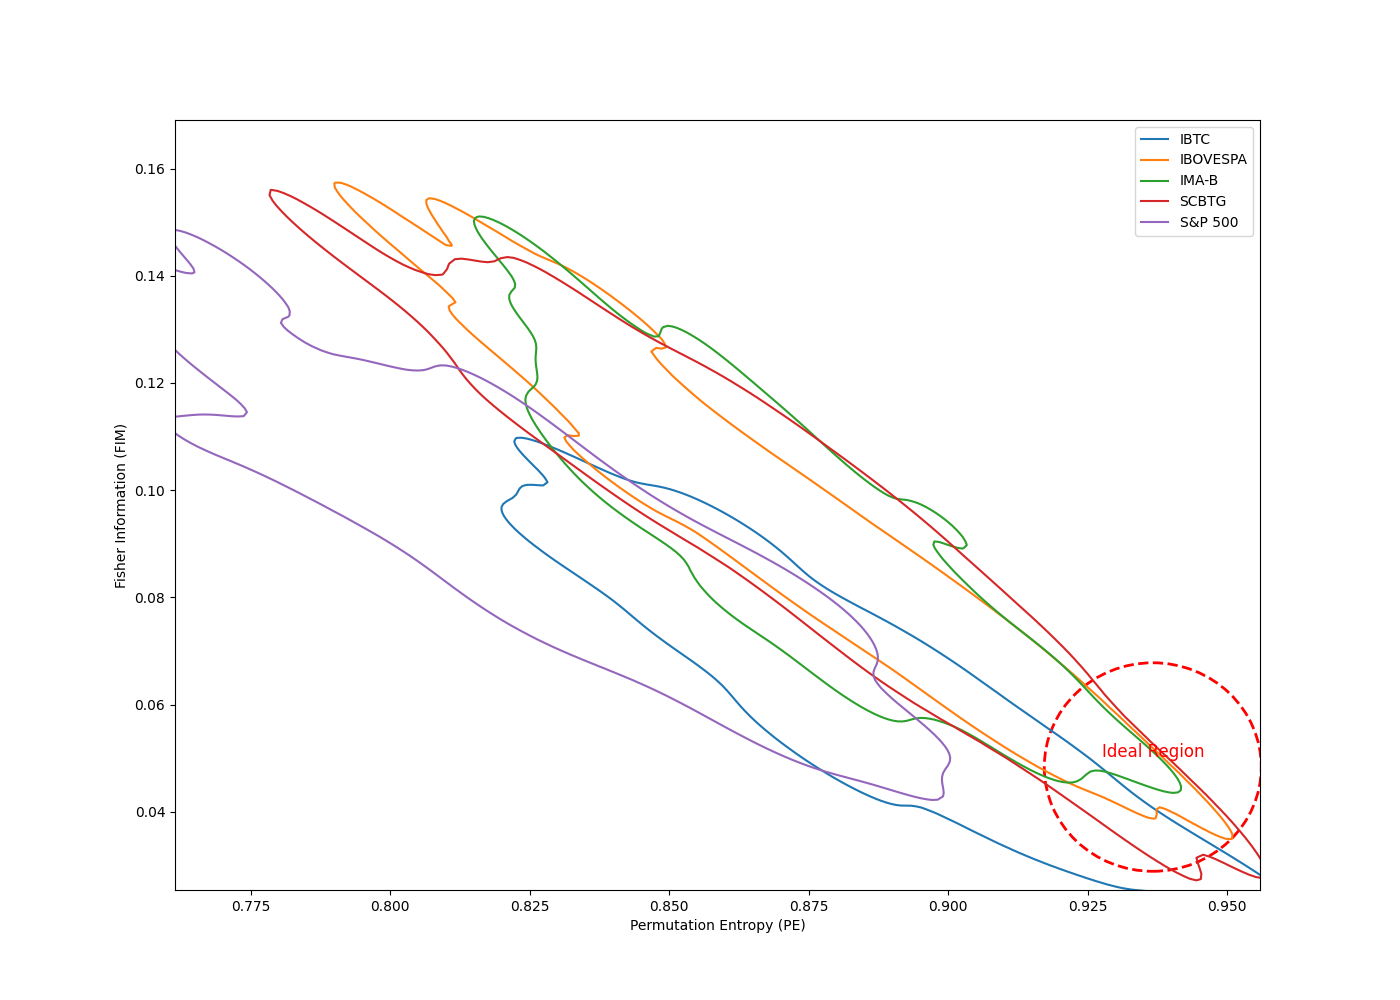 IBTC
IBOVESPA
IMA-B
SCBTG
S&P 500
0.16
0.14
0.12
0.10
0.08
0.06
0.04
Fisher Information (FIM)
Ideal Region
0.775 0.800 0.825 0.850 0.875 0.900 0.925 0.950
Permutation Entropy (PE)